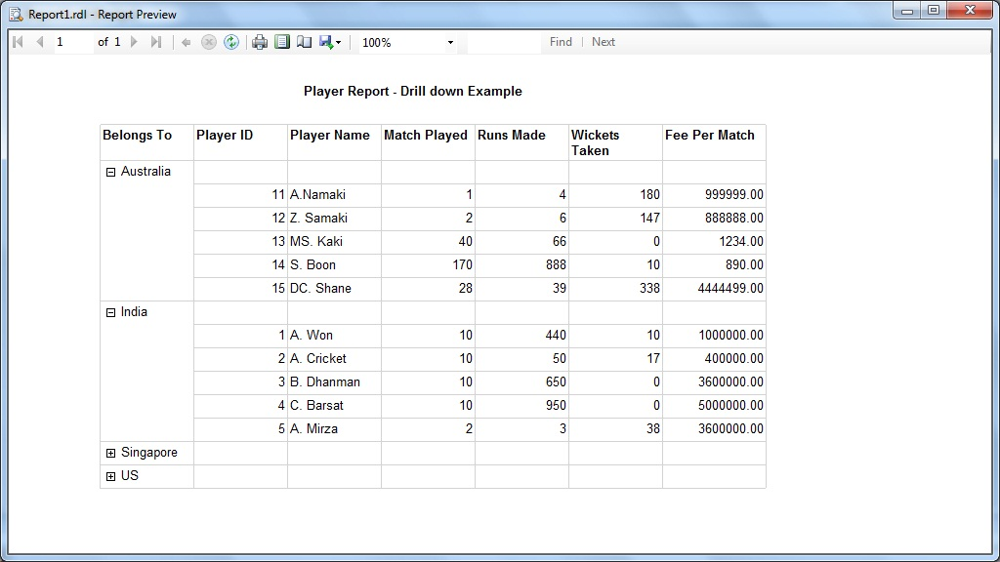 Report1.rdl - Report Preview
1 of 1 100% Find Next
Player Report - Drill down Example
Belongs To Player ID Player Name Match Played Runs Made Wickets Taken Fee Per Match
Australia
11 A.Namaki 1 4 180 999999.00
12 Z. Samaki 2 6 147 888888.00
13 MS. Kaki 40 66 0 1234.00
14 S. Boon 170 888 10 890.00
15 DC. Shane 28 39 338 4444499.00
India
1 A. Won 10 440 10 1000000.00
2 A. Cricket 10 50 17 400000.00
3 B. Dhanman 10 650 0 3600000.00
4 C. Barsat 10 950 0 5000000.00
5 A. Mirza 2 3 38 3600000.00
Singapore
US